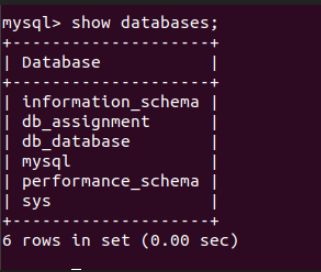 mysql> show databases;
+--------------------+
| Database           |
+--------------------+
| information_schema |
| db_assignment      |
| db_database        |
| mysql              |
| performance_schema |
| sys                |
+--------------------+
6 rows in set (0.00 sec)